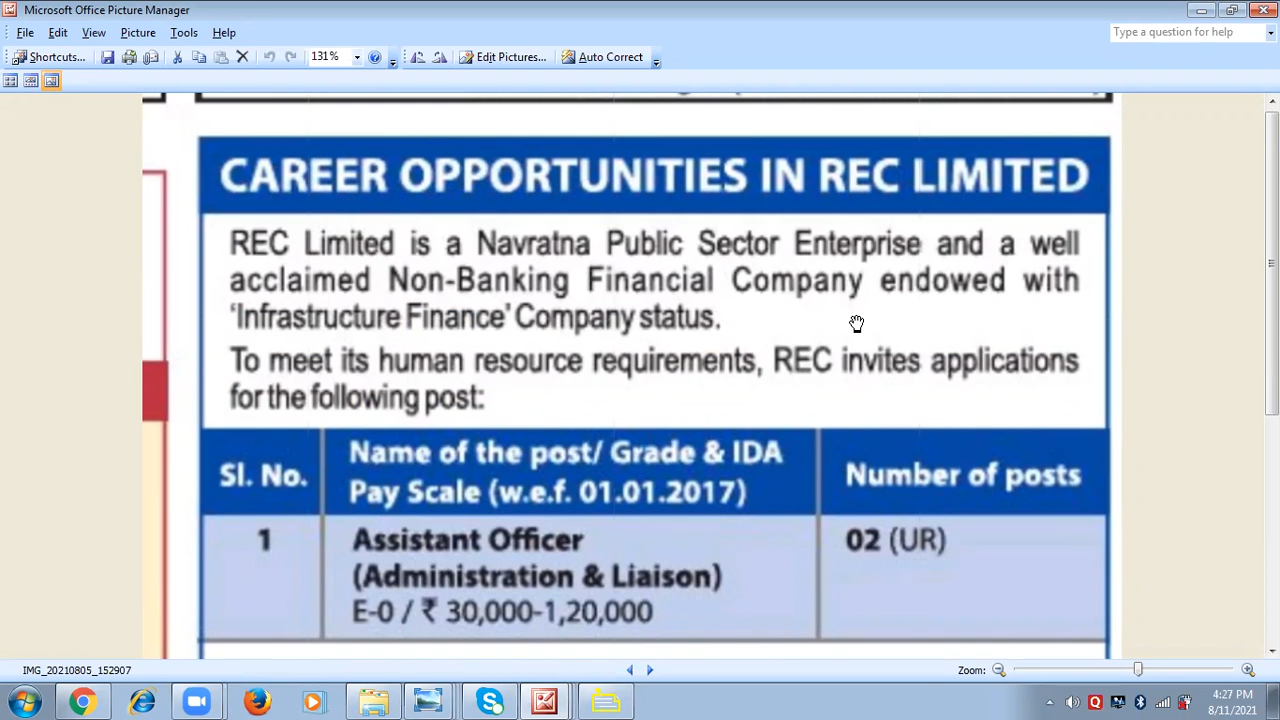 Microsoft Office Picture Manager
File Edit View Picture Tools Help
Type a question for help
Shortcuts... 131% Edit Pictures... Auto Correct
CAREER OPPORTUNITIES IN REC LIMITED
REC Limited is a Navratna Public Sector Enterprise and a well
acclaimed Non-Banking Financial Company endowed with
'Infrastructure Finance' Company status.
To meet its human resource requirements, REC invites applications
for the following post:
Sl. No.
Name of the post/ Grade & IDA
Pay Scale (w.e.f. 01.01.2017)
Number of posts
1
Assistant Officer
(Administration & Liaison)
E-0 / ₹ 30,000-1,20,000
02 (UR)
IMG_20210805_152907
Zoom:
4:27 PM
8/11/2021